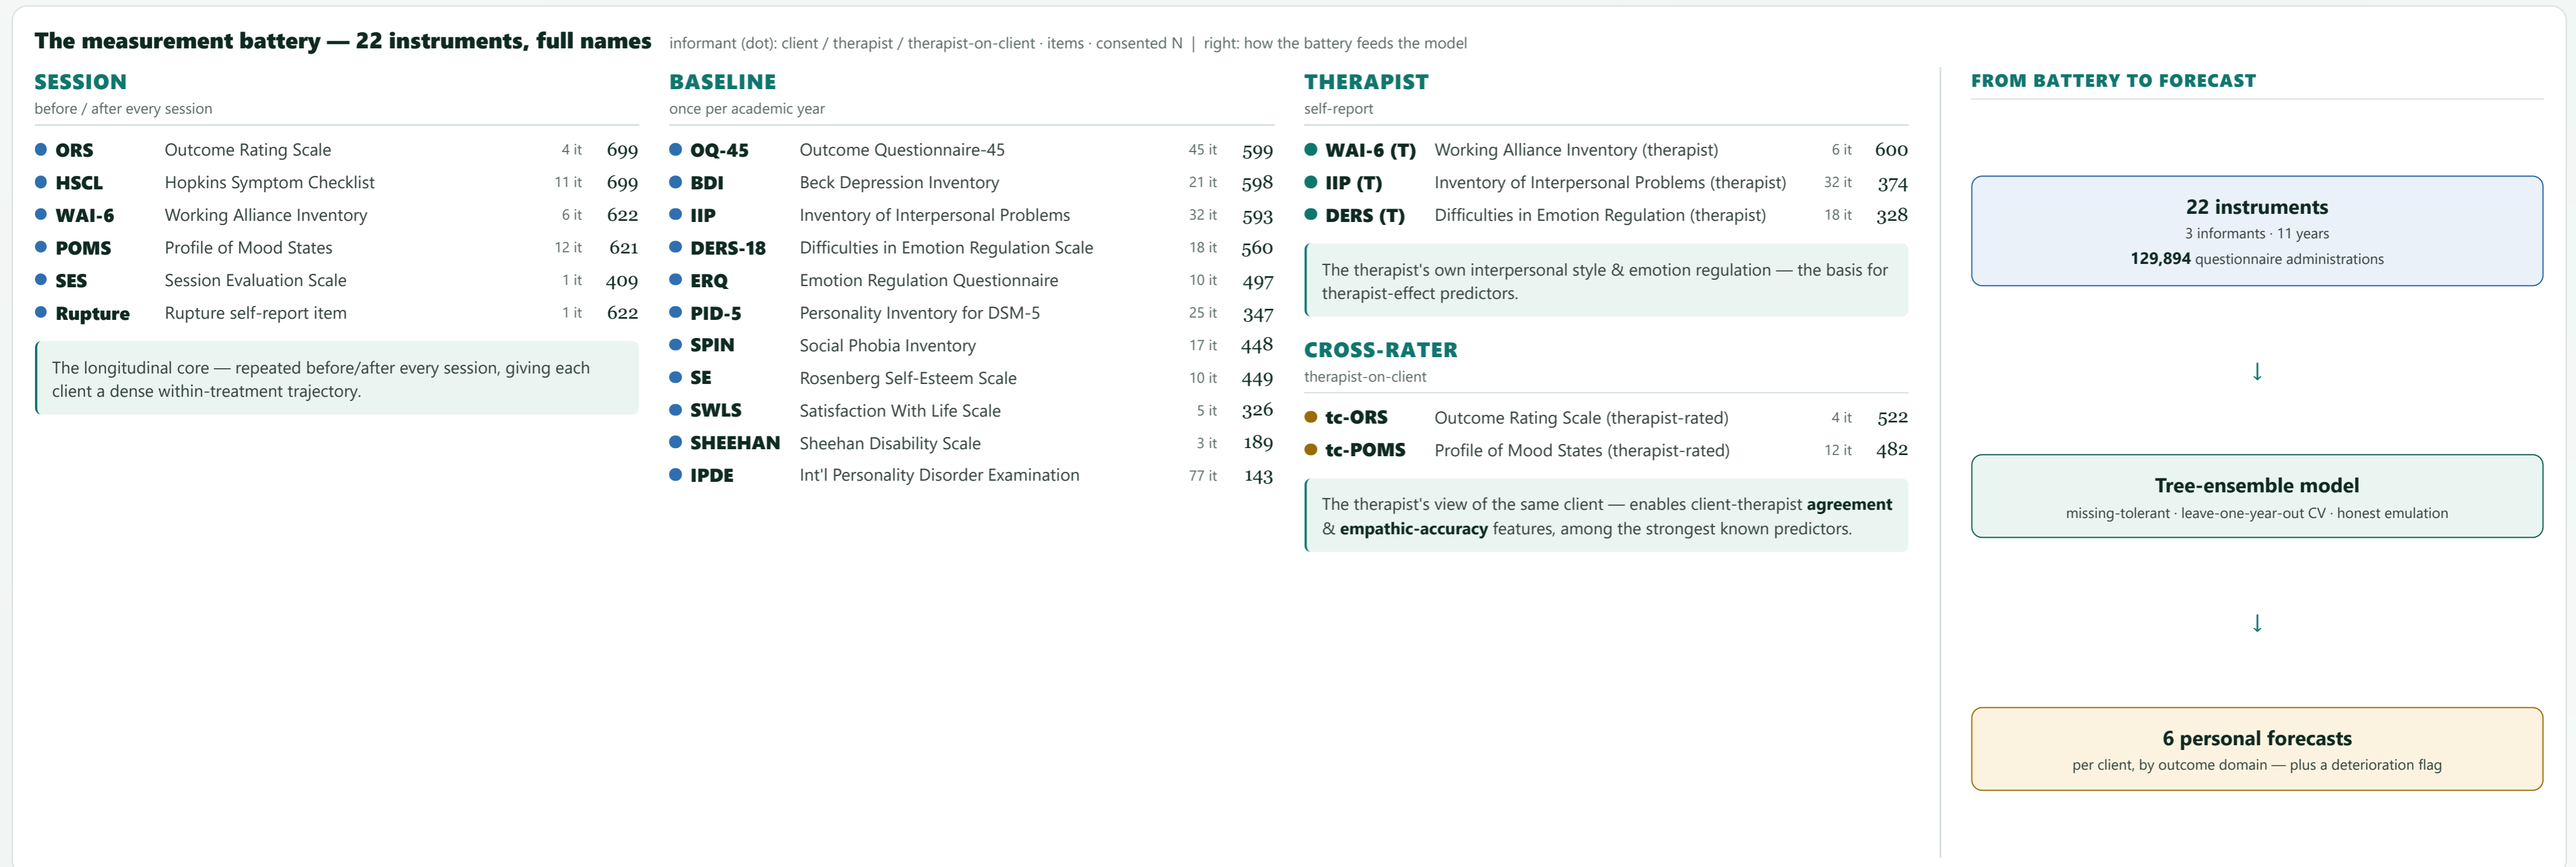 The measurement battery — 22 instruments, full names informant (dot): client / therapist / therapist-on-client · items · consented N | right: how the battery feeds the model
SESSION
before / after every session
ORS Outcome Rating Scale 4 it 699
HSCL Hopkins Symptom Checklist 11 it 699
WAI-6 Working Alliance Inventory 6 it 622
POMS Profile of Mood States 12 it 621
SES Session Evaluation Scale 1 it 409
Rupture Rupture self-report item 1 it 622
The longitudinal core — repeated before/after every session, giving each
client a dense within-treatment trajectory.
BASELINE
once per academic year
OQ-45 Outcome Questionnaire-45 45 it 599
BDI Beck Depression Inventory 21 it 598
IIP Inventory of Interpersonal Problems 32 it 593
DERS-18 Difficulties in Emotion Regulation Scale 18 it 560
ERQ Emotion Regulation Questionnaire 10 it 497
PID-5 Personality Inventory for DSM-5 25 it 347
SPIN Social Phobia Inventory 17 it 448
SE Rosenberg Self-Esteem Scale 10 it 449
SWLS Satisfaction With Life Scale 5 it 326
SHEEHAN Sheehan Disability Scale 3 it 189
IPDE Int'l Personality Disorder Examination 77 it 143
THERAPIST
self-report
WAI-6 (T) Working Alliance Inventory (therapist) 6 it 600
IIP (T) Inventory of Interpersonal Problems (therapist) 32 it 374
DERS (T) Difficulties in Emotion Regulation (therapist) 18 it 328
The therapist's own interpersonal style & emotion regulation — the basis for
therapist-effect predictors.
CROSS-RATER
therapist-on-client
tc-ORS Outcome Rating Scale (therapist-rated) 4 it 522
tc-POMS Profile of Mood States (therapist-rated) 12 it 482
The therapist's view of the same client — enables client-therapist agreement
& empathic-accuracy features, among the strongest known predictors.
FROM BATTERY TO FORECAST
22 instruments
3 informants · 11 years
129,894 questionnaire administrations
↓
Tree-ensemble model
missing-tolerant · leave-one-year-out CV · honest emulation
↓
6 personal forecasts
per client, by outcome domain — plus a deterioration flag